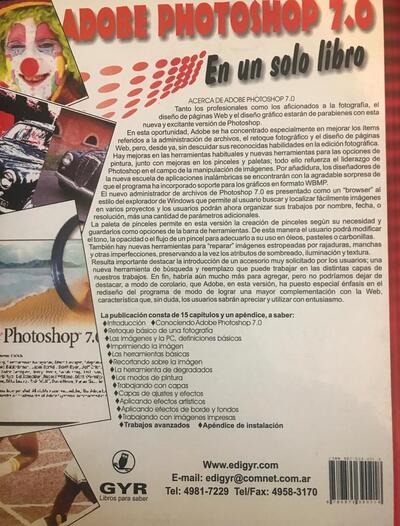 ADOBE PHOTOSHOP 7.0
En un solo libro
ACERCA DE ADOBE PHOTOSHOP 7.0
Tanto los profesionales como los aficionados a la fotografía, el
diseño de páginas Web y el diseño gráfico estarán de parabienes con esta
nueva y excitante versión de Photoshop.
En esta oportunidad, Adobe se ha concentrado especialmente en mejorar los items
referedos a la administración de archivos, el retoque fotográfico y el diseño de páginas
Web, pero, desde ya, sin descuidar sus reconocidas habilidades en la edición fotográfica.
Hay mejoras en las herramientas habituales y nuevas herramientas para las opciones de
pintura, junto con mejoras en los pinceles y paletas; todo ello refuerza el liderazgo de
Photoshop en el campo de la manipulación de imágenes. Por añadidura, los diseñadores de
la nueva escuela de aplicaciones inalámbricas se encontrarán con la agradable sorpresa de
que el programa ha incorporado soporte para los gráficos en formato WBMP.
El nuevo administrador de archivos de Photoshop 7.0 es presentado como un "browser" al
estilo del explorador de Windows que permite al usuario buscar y localizar fácilmente imágenes
en varios proyectos y los usuarios podrán ahora organizar sus trabajos por nombre, fecha, o
resolución, más una cantidad de parámetros adicionales.
La paleta de pinceles permite en esta versión la creación de pinceles según su necesidad y
guardarlos como opciones de la barra de herramientas. De esta manera el usuario podrá modificar
el tono, la opacidad o el flujo de un pincel para adecuarlo a su uso en óleos, pasteles o carbonillas.
También hay nuevas herramientas para "reparar" imágenes estropeadas por rajaduras, manchas
y otras imperfecciones, preservando a la vez los atributos de sombreado, iluminación y textura.
Resulta importante destacar la introducción de un accesorio muy solicitado por los usuarios; una
nueva herramienta de búsqueda y reemplazo que puede trabajar en las distintas capas de
nuestros trabajos. En fin, habría aún mucho más para agregar, pero no podríamos dejar de
destacar, a modo de corolario, que Adobe, en esta versión, ha puesto especial énfasis en el
rediseño del programa de modo de lograr una mayor complementación con la Web,
característica que, sin duda, los usuarios sabrán apreciar y utilizar con entusiasmo.
La publicación consta de 15 capítulos y un apéndice, a saber:
Introducción Conociendo Adobe Photoshop 7.0
Retoque básico de una fotografía
Las imágenes y la PC, definiciones básicas
Imprimiendo la imagen
Las herramientas básicas
Recortando sobre la imagen
La herramienta de degradados
Los modos de pintura
Trabajando con capas
Capas de ajustes y efectos
Aplicando efectos artísticos
Aplicando efectos de borde y fondos
Trabajando con imágenes impresas
Trabajos avanzados Apéndice de instalación
Photoshop 7.0
GYR
Libros para saber
Www.edigyr.com
E-mail: edigyr@comnet.com.ar
Tel: 4981-7229 Tel/Fax: 4958-3170